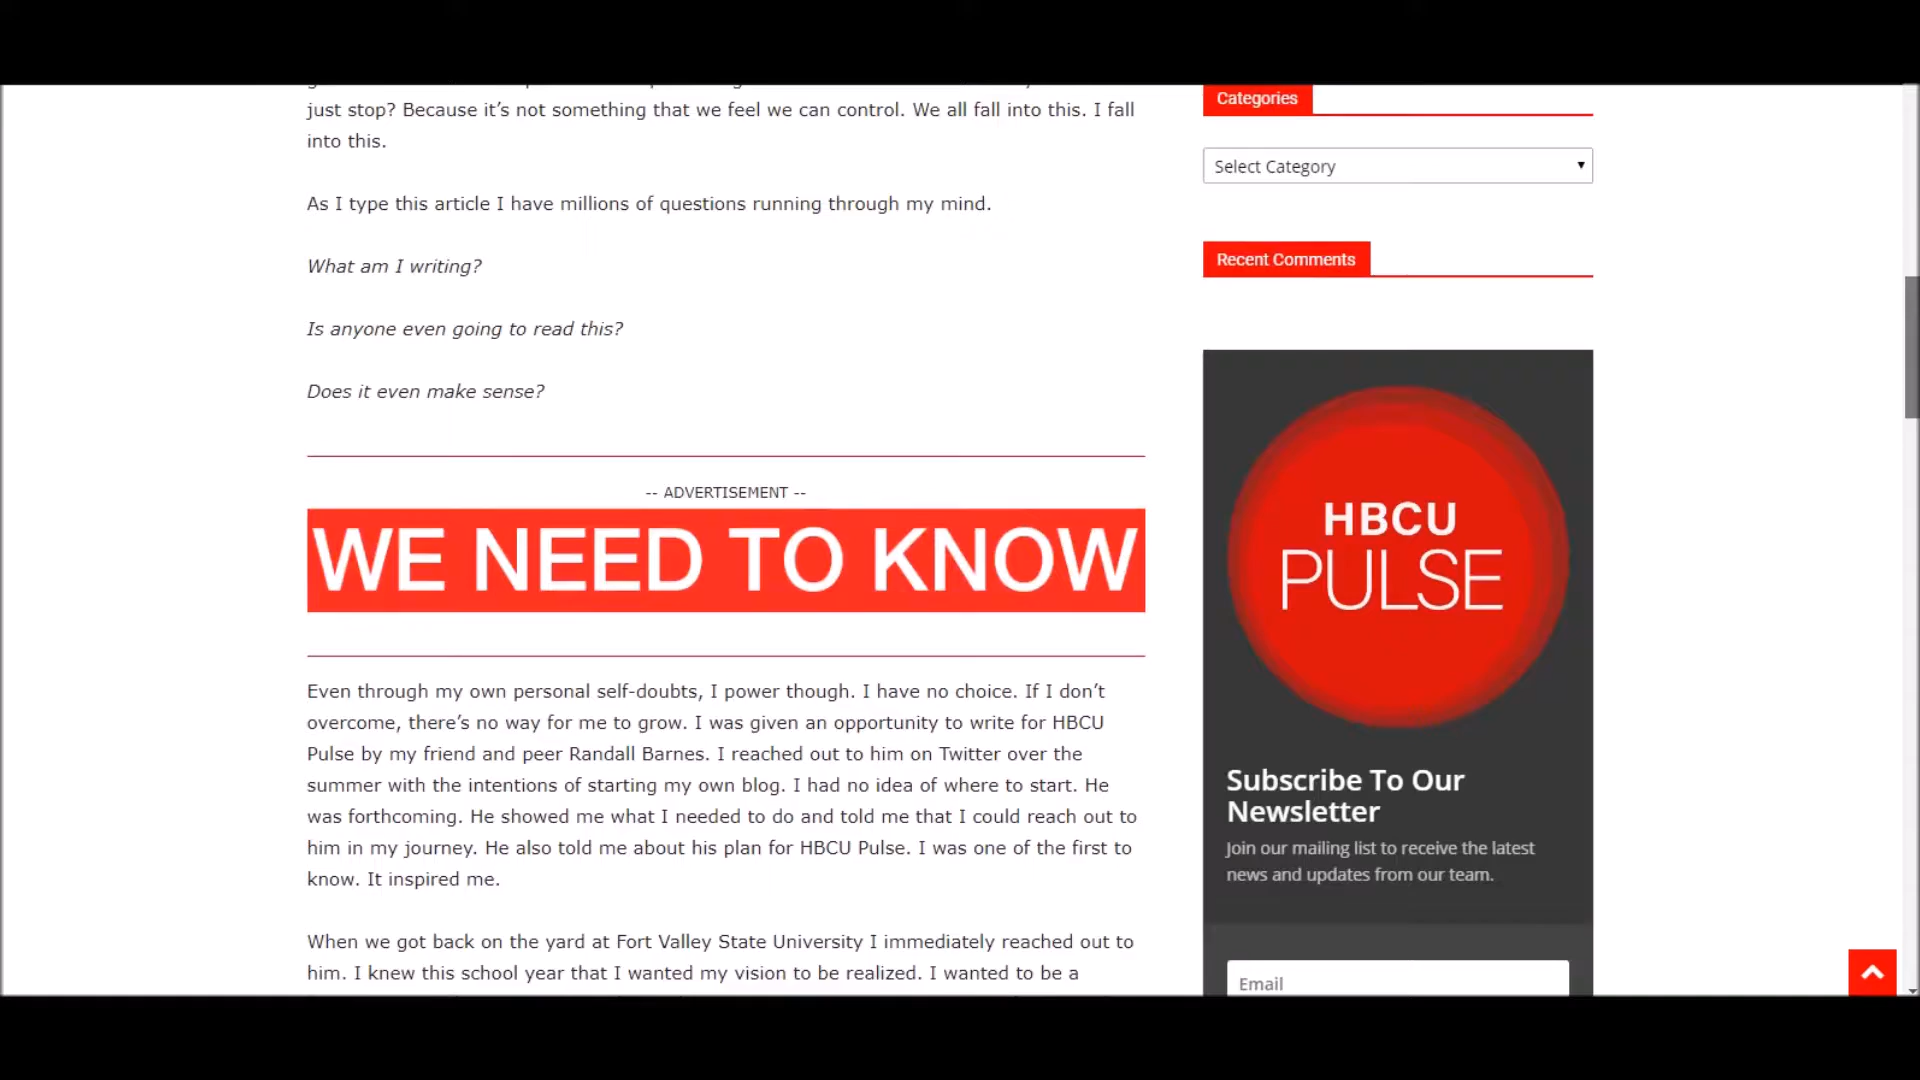 just stop? Because it’s not something that we feel we can control. We all fall into this. I fall
into this.
As I type this article I have millions of questions running through my mind.
What am I writing?
Is anyone even going to read this?
Does it even make sense?
-- ADVERTISEMENT --
WE NEED TO KNOW
Even through my own personal self-doubts, I power though. I have no choice. If I don’t
overcome, there’s no way for me to grow. I was given an opportunity to write for HBCU
Pulse by my friend and peer Randall Barnes. I reached out to him on Twitter over the
summer with the intentions of starting my own blog. I had no idea of where to start. He
was forthcoming. He showed me what I needed to do and told me that I could reach out to
him in my journey. He also told me about his plan for HBCU Pulse. I was one of the first to
know. It inspired me.
When we got back on the yard at Fort Valley State University I immediately reached out to
him. I knew this school year that I wanted my vision to be realized. I wanted to be a
Categories
Select Category
Recent Comments
HBCU
PULSE
Subscribe To Our
Newsletter
Join our mailing list to receive the latest
news and updates from our team.
Email